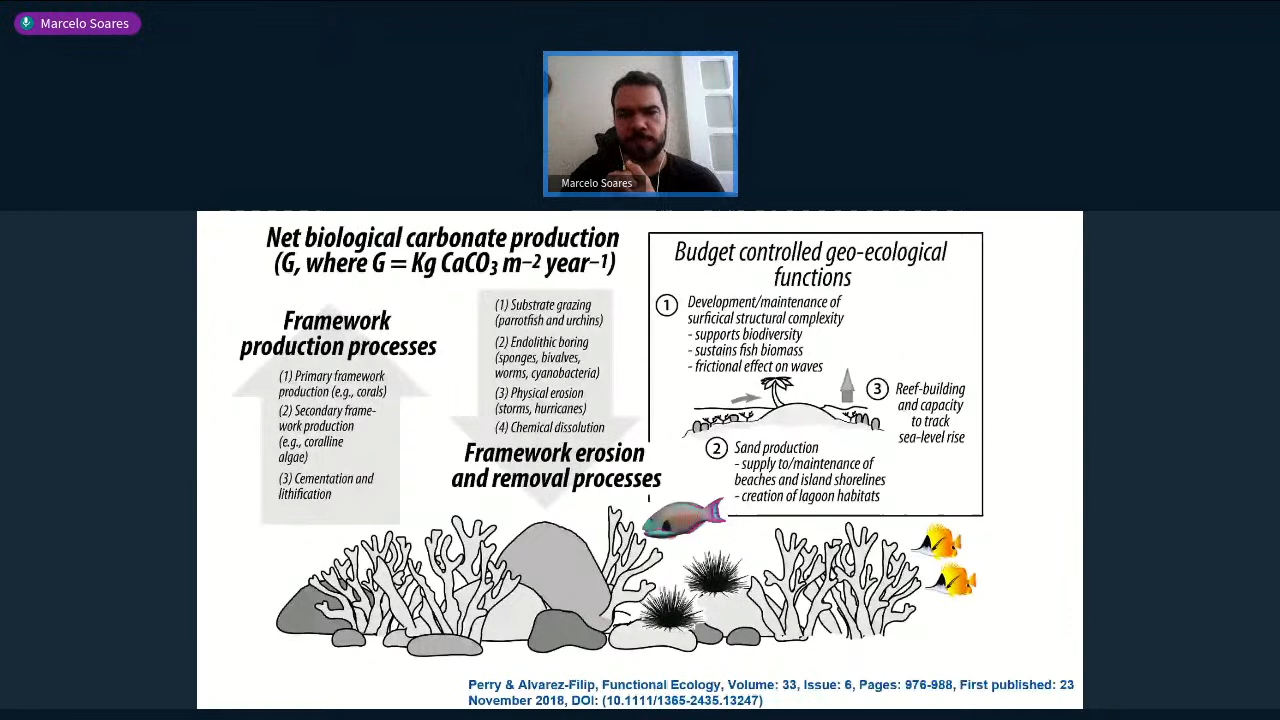 Marcelo Soares
Marcelo Soares
Net biological carbonate production
(G, where G = Kg CaCO₃ m–² year–¹)
Framework
production processes
(1) Primary framework
production (e.g., corals)
(2) Secondary frame-
work production
(e.g., coralline
algae)
(3) Cementation and
lithification
(1) Substrate grazing
(parrotfish and urchins)
(2) Endolithic boring
(sponges, bivalves,
worms, cyanobacteria)
(3) Physical erosion
(storms, hurricanes)
(4) Chemical dissolution
Framework erosion
and removal processes
Budget controlled geo-ecological
functions
1 Development/maintenance of
surficical structural complexity
- supports biodiversity
- sustains fish biomass
- frictional effect on waves
3 Reef-building
and capacity
to track
sea-level rise
2 Sand production
- supply to/maintenance of
beaches and island shorelines
- creation of lagoon habitats
Perry & Alvarez-Filip, Functional Ecology, Volume: 33, Issue: 6, Pages: 976-988, First published: 23
November 2018, DOI: (10.1111/1365-2435.13247)